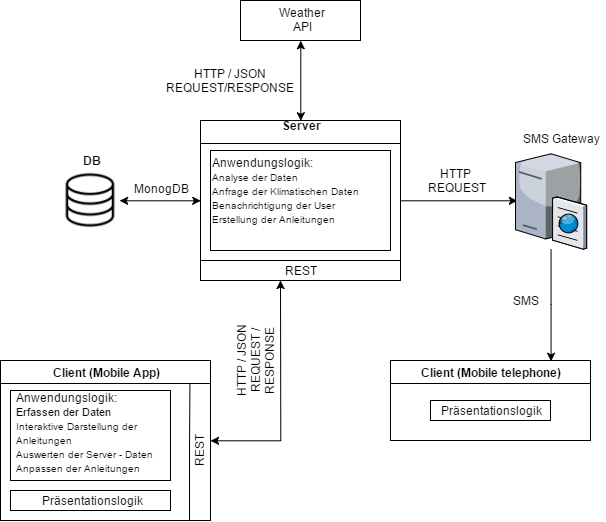 Weather
API
HTTP / JSON
REQUEST/RESPONSE
Server
Anwendungslogik:
Analyse der Daten
Anfrage der Klimatischen Daten
Benachrichtigung der User
Erstellung der Anleitungen
REST
DB
MonogDB
HTTP
REQUEST
SMS Gateway
SMS
HTTP / JSON
REQUEST /
RESPONSE
Client (Mobile App)
Anwendungslogik:
Erfassen der Daten
Interaktive Darstellung der
Anleitungen
Auswerten der Server - Daten
Anpassen der Anleitungen
Präsentationslogik
REST
Client (Mobile telephone)
Präsentationslogik